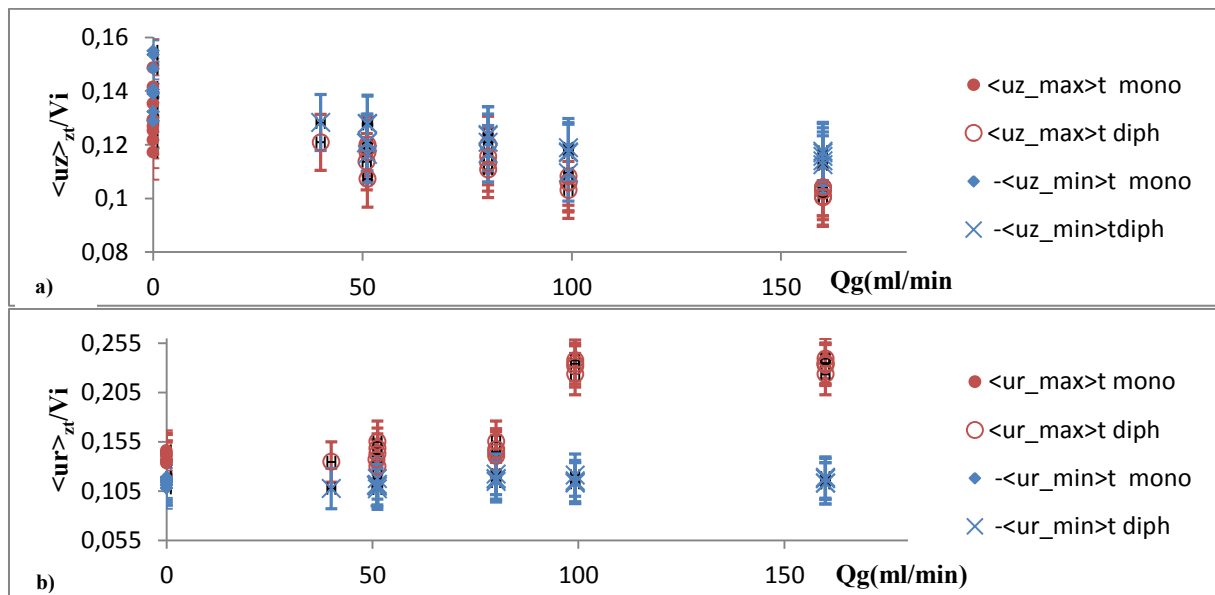 <uz>zt/Vi
0,16
0,14
0,12
0,1
0,08
0
50
100
150
Qg(ml/min
a)
<uz_max>t mono
<uz_max>t diph
-<uz_min>t mono
-<uz_min>tdiph
<ur>zt/Vi
0,255
0,205
0,155
0,105
0,055
0
50
100
150
Qg(ml/min)
b)
<ur_max>t mono
<ur_max>t diph
-<ur_min>t mono
-<ur_min>t diph